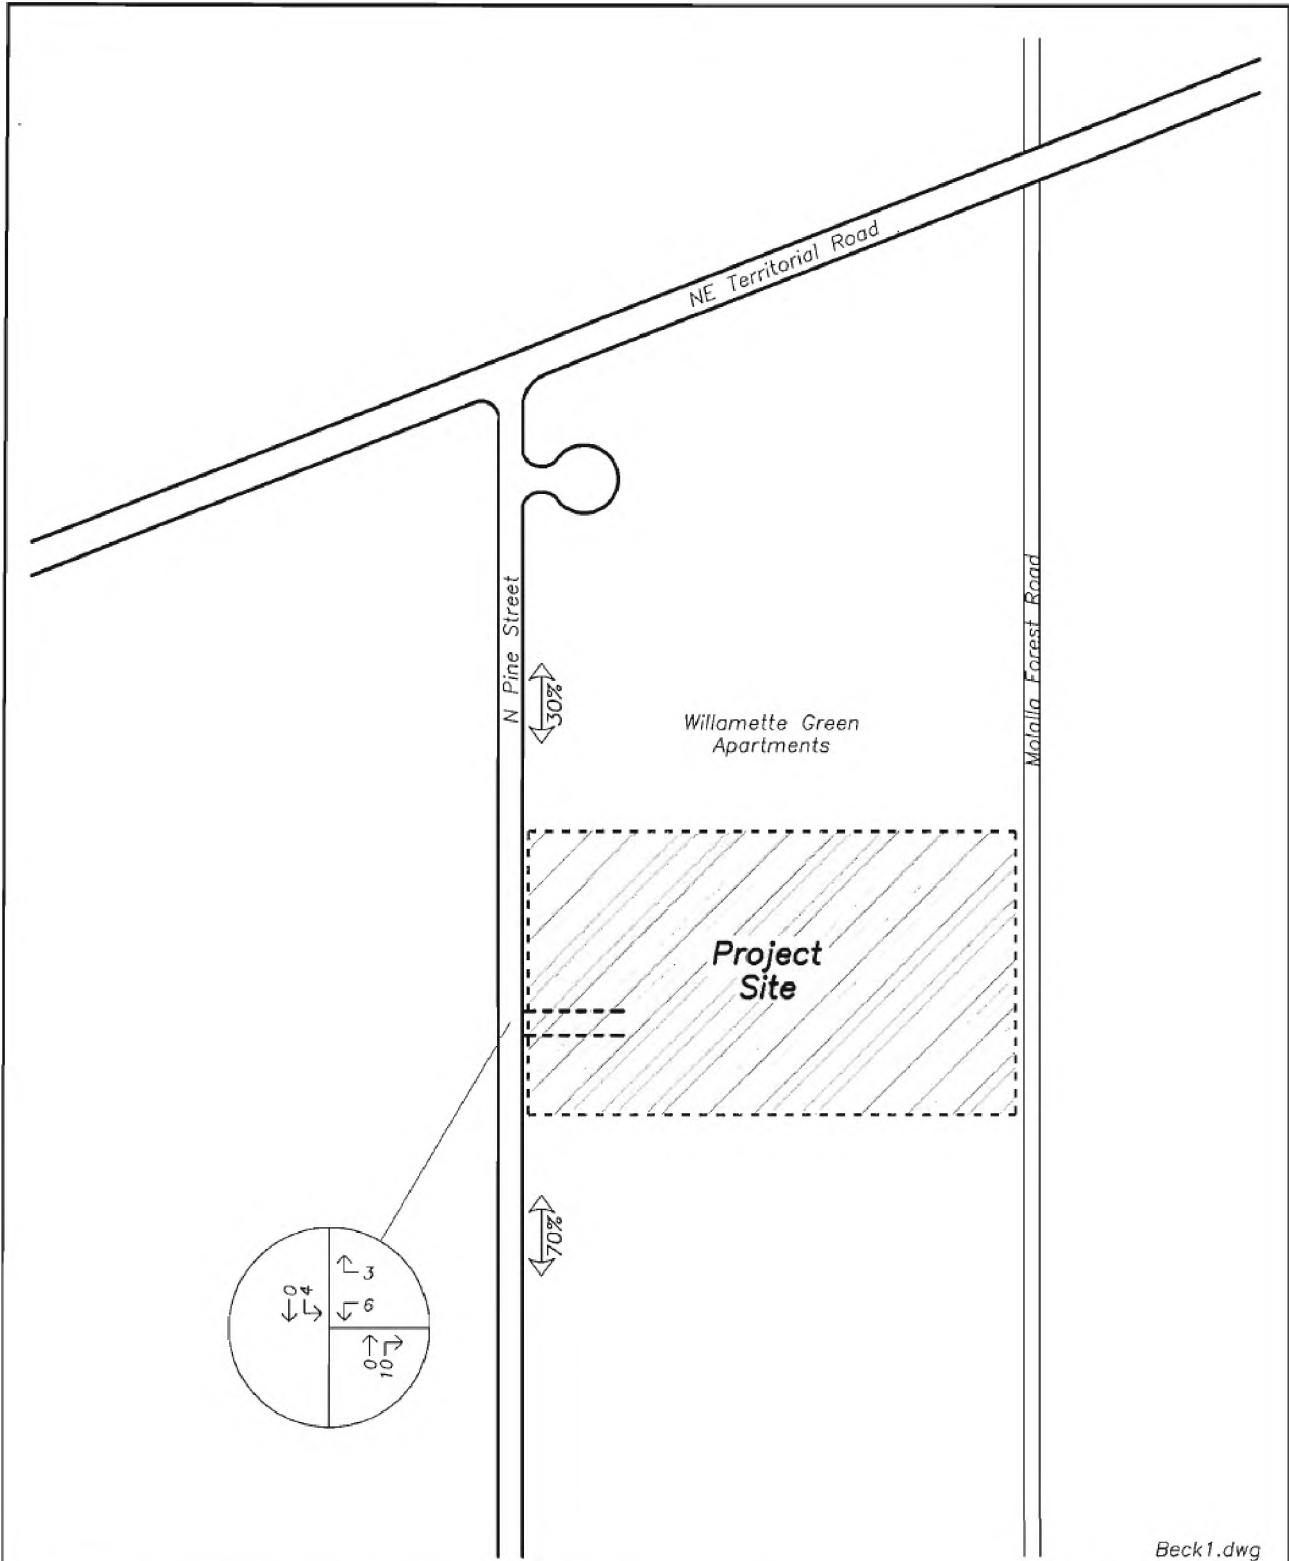 NE Territorial Road
N Pine Street
Molalla Forest Road
30%
Willamette Green
Apartments
Project
Site
70%
3
0
4
6
0
10
Beck1.dwg